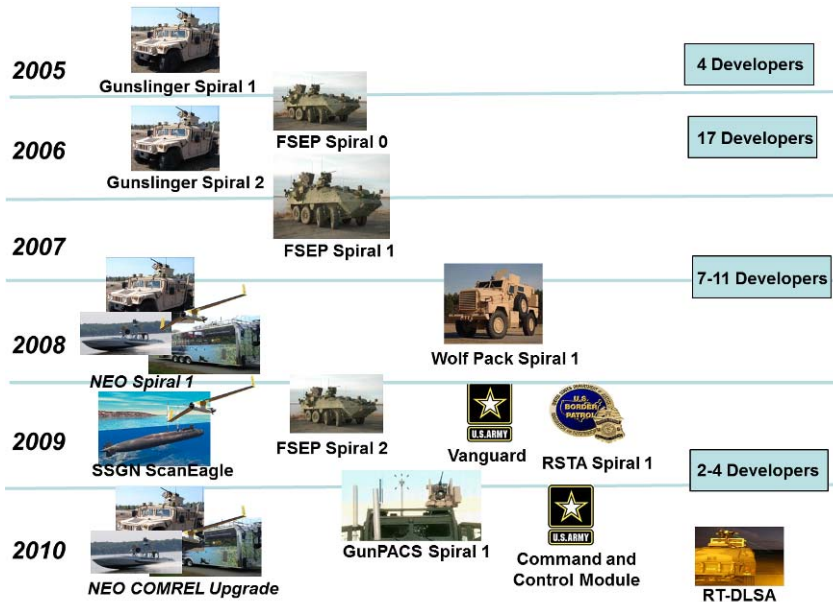 2005
Gunslinger Spiral 1
4 Developers
2006
FSEP Spiral 0
17 Developers
Gunslinger Spiral 2
2007
FSEP Spiral 1
7-11 Developers
2008
Wolf Pack Spiral 1
NEO Spiral 1
2009
U.S.ARMY
U.S.
BORDER
PATROL
SSGN ScanEagle
FSEP Spiral 2
Vanguard
RSTA Spiral 1
2-4 Developers
2010
U.S.ARMY
GunPACS Spiral 1
Command and
Control Module
NEO COMREL Upgrade
RT-DLSA